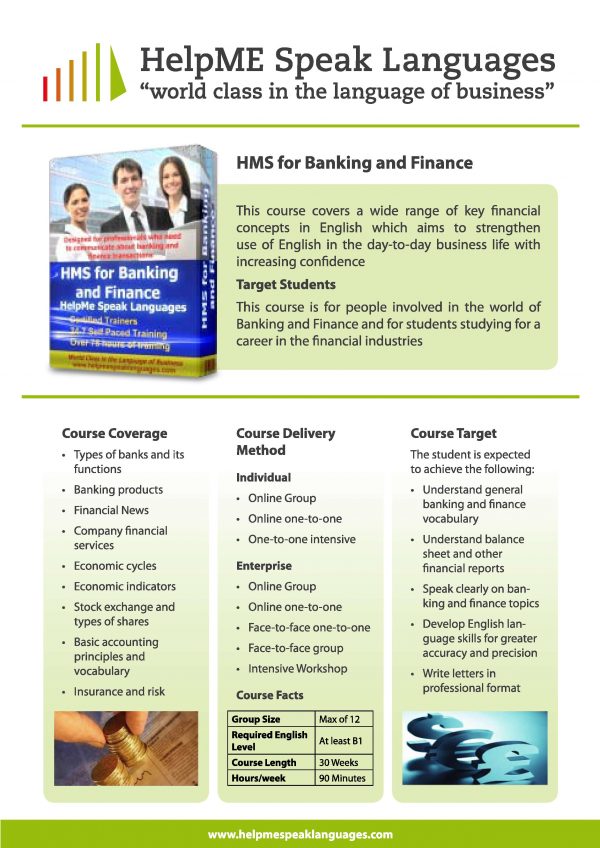 HelpME Speak Languages
“world class in the language of business”
HMS for Banking and Finance
Designed for professionals who need
to communicate about banking and
finance transactions
HMS for Banking
and Finance
HelpMe Speak Languages
Certified Trainers
24-7 Self Paced Training
Over 75 hours of training
World Class in the Language of Business
www.helpmespeaklanguages.com
HMS for Banking
and Finance
This course covers a wide range of key financial
concepts in English which aims to strengthen
use of English in the day-to-day business life with
increasing confidence
Target Students
This course is for people involved in the world of
Banking and Finance and for students studying for a
career in the financial industries
Course Coverage
• Types of banks and its
functions
• Banking products
• Financial News
• Company financial
services
• Economic cycles
• Economic indicators
• Stock exchange and
types of shares
• Basic accounting
principles and
vocabulary
• Insurance and risk
Course Delivery
Method
Individual
• Online Group
• Online one-to-one
• One-to-one intensive
Enterprise
• Online Group
• Online one-to-one
• Face-to-face one-to-one
• Face-to-face group
• Intensive Workshop
Course Facts
Group Size Max of 12
Required English
Level At least B1
Course Length 30 Weeks
Hours/week 90 Minutes
Course Target
The student is expected
to achieve the following:
• Understand general
banking and finance
vocabulary
• Understand balance
sheet and other
financial reports
• Speak clearly on ban-
king and finance topics
• Develop English lan-
guage skills for greater
accuracy and precision
• Write letters in
professional format
$ € £
www.helpmespeaklanguages.com